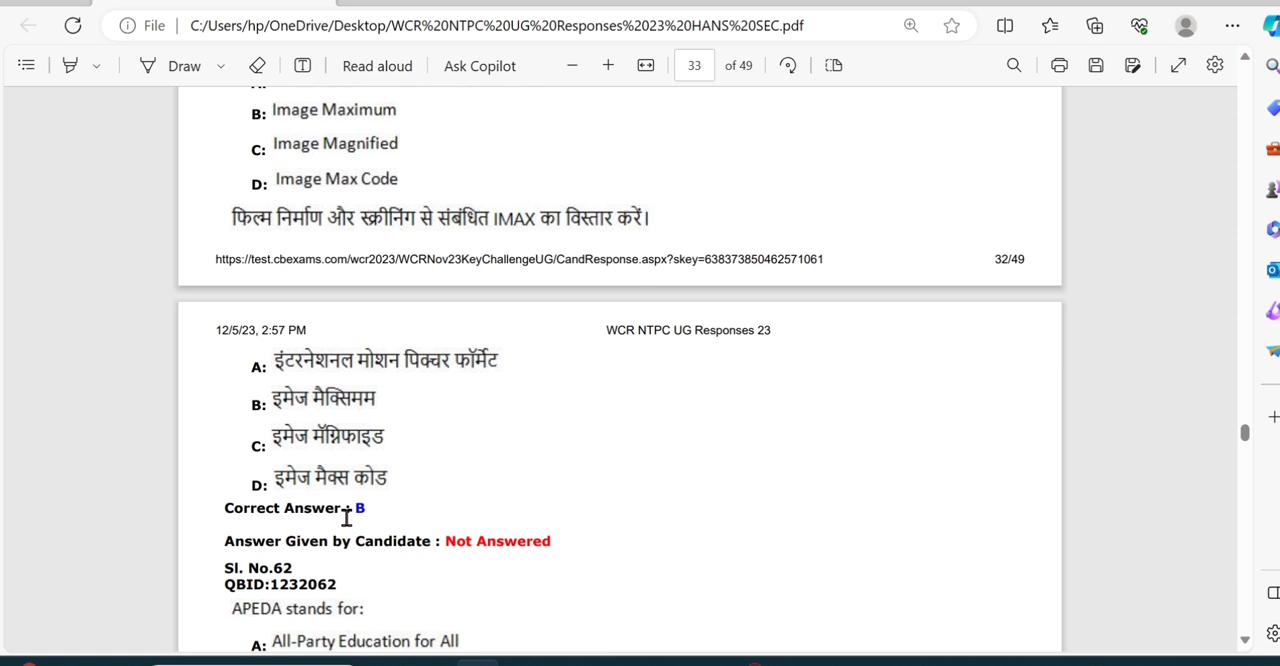 File
C:/Users/hp/OneDrive/Desktop/WCR%20NTPC%20UG%20Responses%2023%20HANS%20SEC.pdf
Draw
Read aloud
Ask Copilot
33
of 49
B: Image Maximum
C: Image Magnified
D: Image Max Code
फिल्म निर्माण और स्क्रीनिंग से संबंधित IMAX का विस्तार करें।
https://test.cbexams.com/wcr2023/WCRNov23KeyChallengeUG/CandResponse.aspx?skey=638373850462571061
32/49
12/5/23, 2:57 PM
WCR NTPC UG Responses 23
A: इंटरनेशनल मोशन पिक्चर फॉर्मेट
B: इमेज मैक्सिमम
C: इमेज मॅग्निफाइड
D: इमेज मैक्स कोड
Correct Answer : B
Answer Given by Candidate : Not Answered
Sl. No.62
QBID:1232062
APEDA stands for:
A: All-Party Education for All